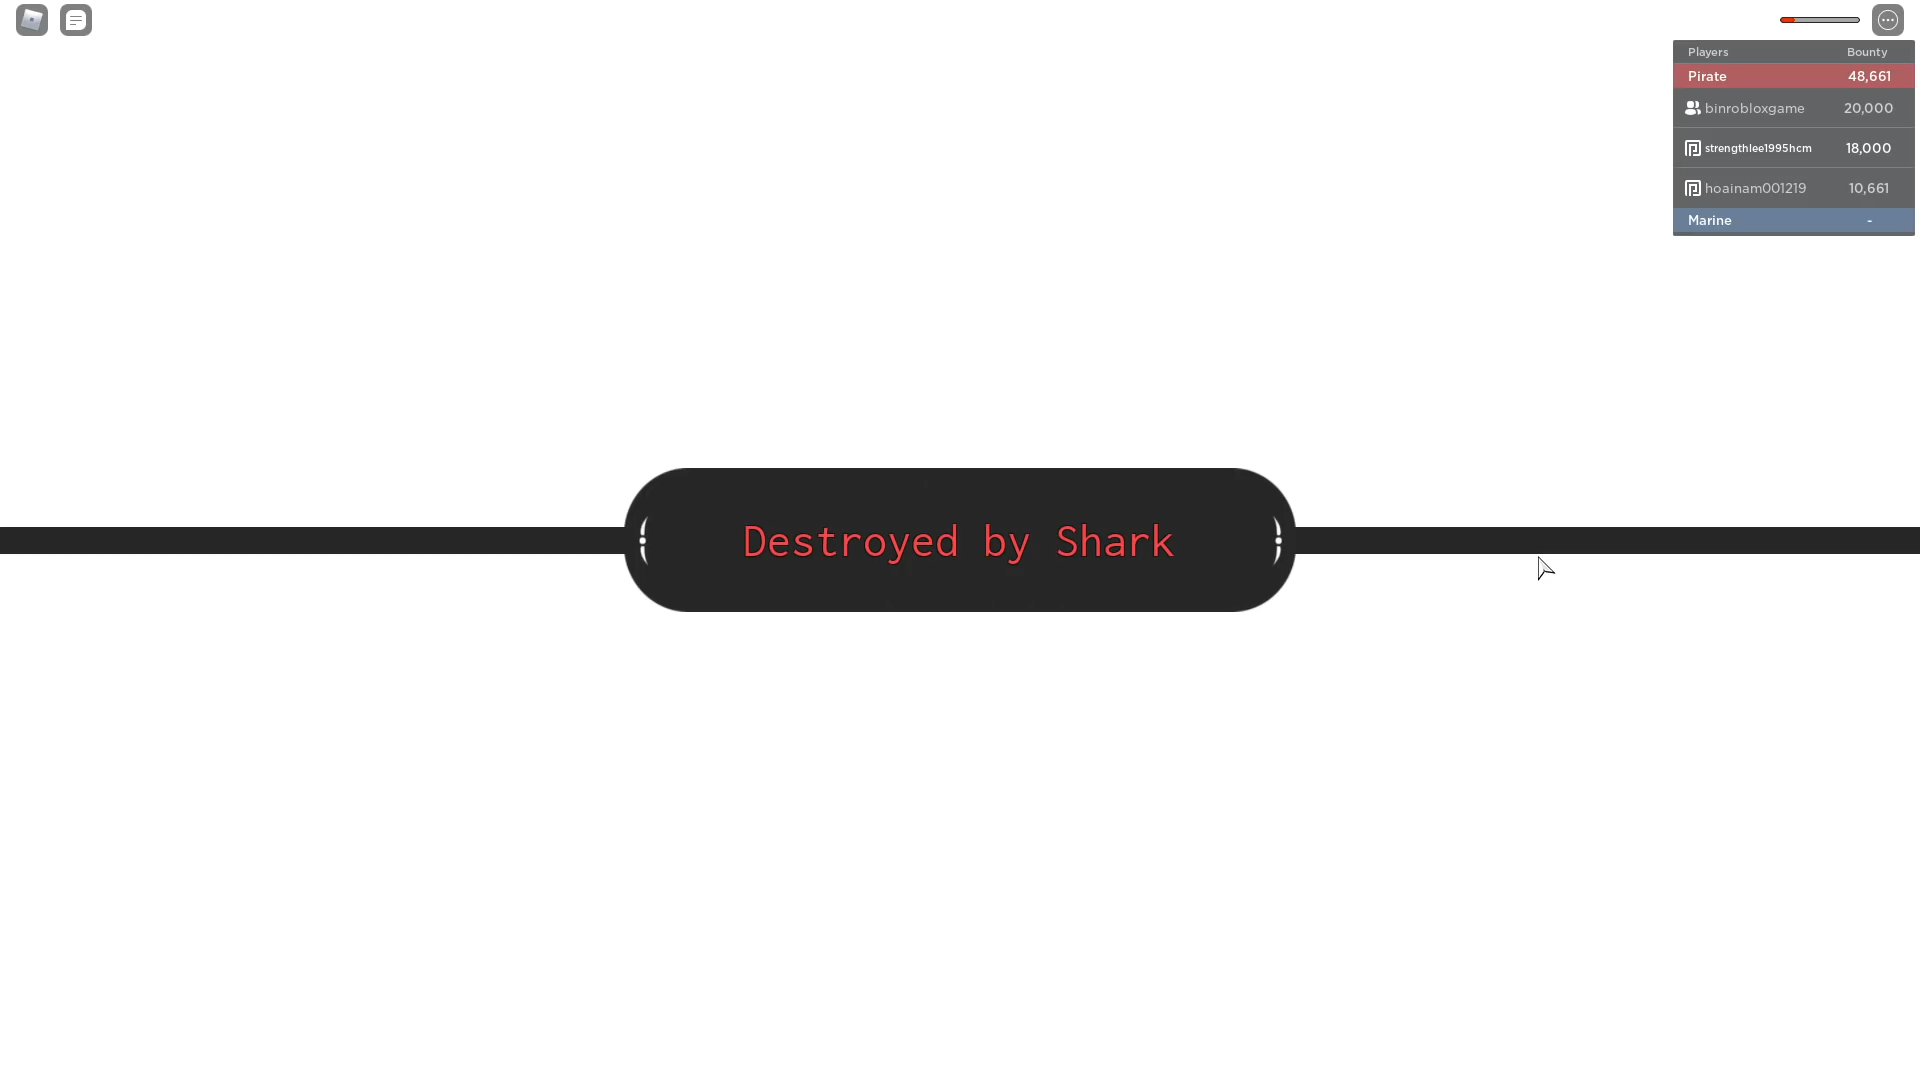 Players Bounty
Pirate 48,661
binrobloxgame 20,000
strengthlee1995hcm 18,000
hoainam001219 10,661
Marine -
Destroyed by Shark